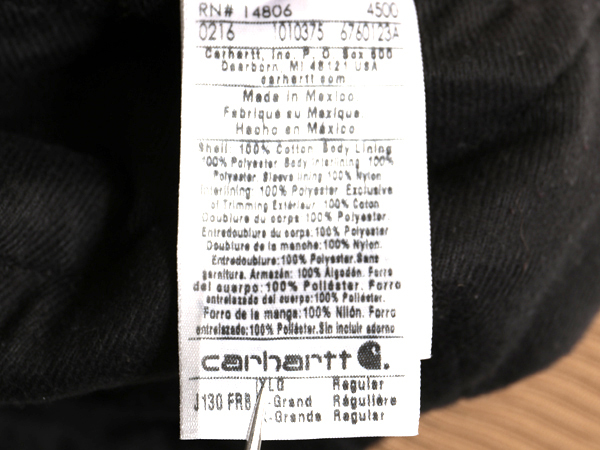 RN# 14806 4500
0216 1010375 6760123A
Carhartt, Inc. P. O. Box 600
Dearborn, MI 48121 USA
carhartt.com
Made in Mexico
Fabriqué au Mexique
Hecho en México
Shell: 100% Cotton. Body Lining:
100% Polyester. Body Interlining: 100%
Polyester. Sleeve lining: 100% Nylon
Interlining: 100% Polyester. Exclusive
of Trimming Extérieur: 100% Coton
Doublure du corps: 100% Polyester.
Entredoublure du corps: 100% Polyester.
Doublure de la manche: 100% Nylon.
Entredoublure: 100% Polyester. Sans
garniture. Armazón: 100% Algodón. Forro
del cuerpo: 100% Poliéster. Forro
entrelazado del cuerpo: 100% Poliéster.
Forro de la manga: 100% Nilón. Forro
entrelazado: 100% Poliéster. Sin incluir adorno
carhartt
Regular
J130 FRB -Grand Régulière
-Grande Regular